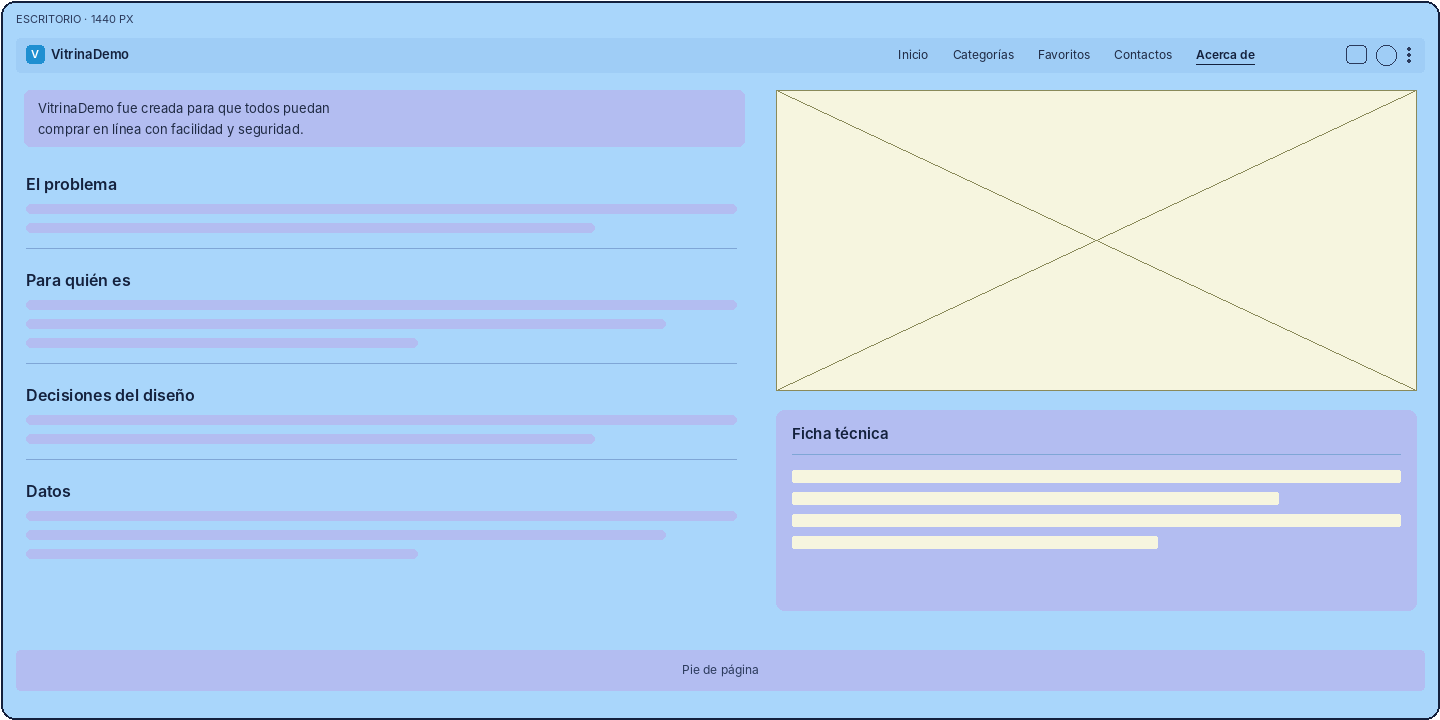 ESCRITORIO · 1440 PX
V VitrinaDemo Inicio Categorías Favoritos Contactos Acerca de
VitrinaDemo fue creada para que todos puedan
comprar en línea con facilidad y seguridad.
El problema
Para quién es
Decisiones del diseño
Datos
Ficha técnica
Pie de página